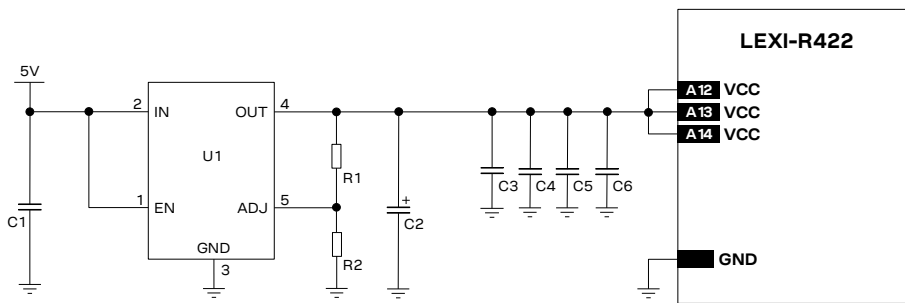 LEXI-R422
5V
A12 VCC
2 IN OUT 4
A13 VCC
A14 VCC
U1
R1
C3 C4 C5 C6
1 EN ADJ 5
C1
+
C2
GND
R2
GND
3